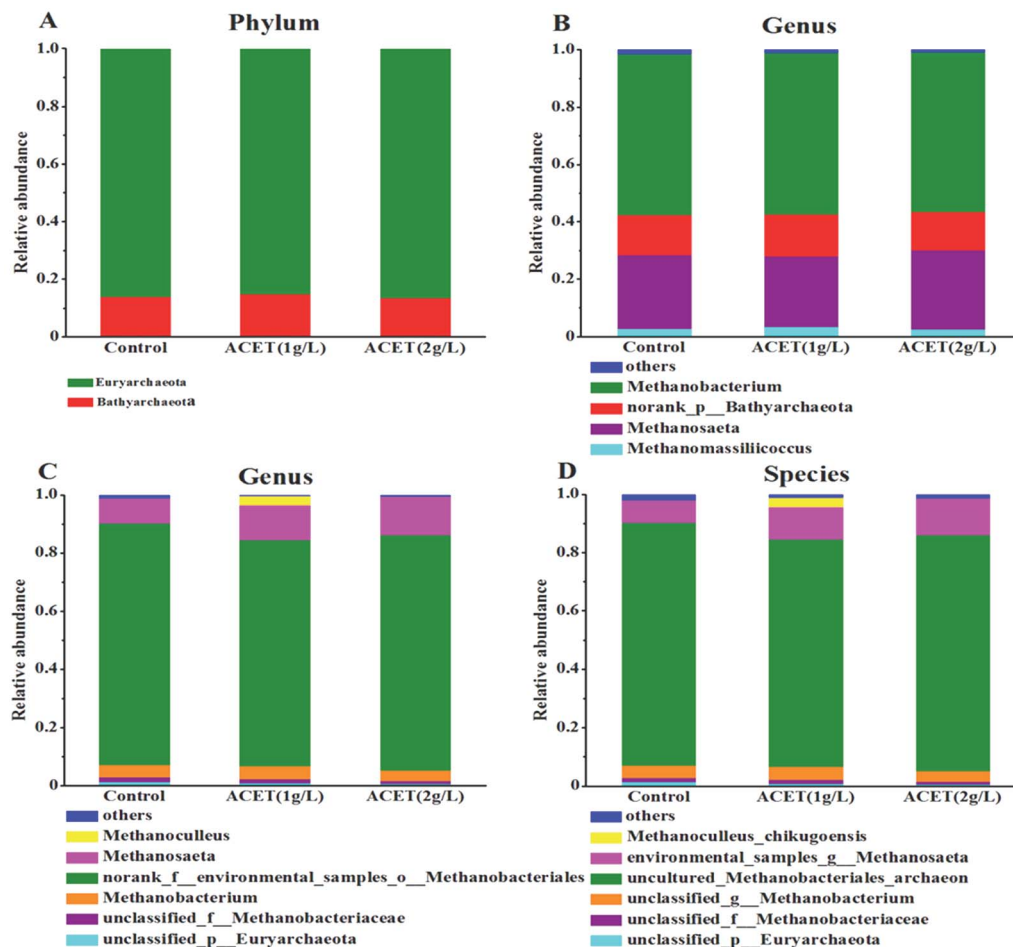 A
Phylum
1.0
0.8
0.6
0.4
0.2
0
Relative abundance
Control
ACET(1g/L)
ACET(2g/L)
Euryarchaeota
Bathyarchaeota
B
Genus
1.0
0.8
0.6
0.4
0.2
0
Relative abundance
Control
ACET(1g/L)
ACET(2g/L)
others
Methanobacterium
norank_p__Bathyarchaeota
Methanosaeta
Methanomassiliicoccus
C
Genus
1.0
0.8
0.6
0.4
0.2
0
Relative abundance
Control
ACET(1g/L)
ACET(2g/L)
others
Methanoculleus
Methanosaeta
norank_f__environmental_samples_o__Methanobacteriales
Methanobacterium
unclassified_f__Methanobacteriaceae
unclassified_p__Euryarchaeota
D
Species
1.0
0.8
0.6
0.4
0.2
0
Relative abundance
Control
ACET(1g/L)
ACET(2g/L)
others
Methanoculleus_chikugoensis
environmental_samples_g__Methanosaeta
uncultured_Methanobacteriales_archaeon
unclassified_g__Methanobacterium
unclassified_f__Methanobacteriaceae
unclassified_p__Euryarchaeota